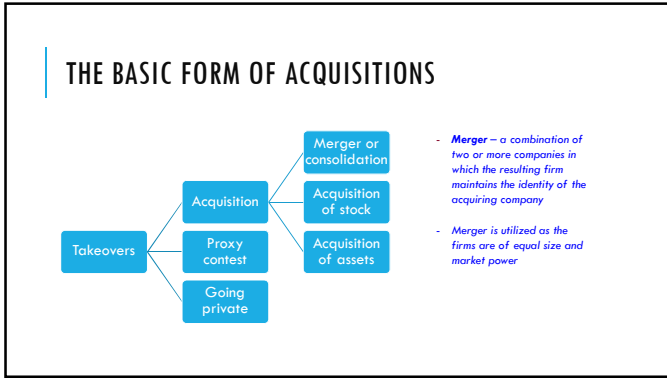 THE BASIC FORM OF ACQUISITIONS
Takeovers
Acquisition
Proxy
contest
Going
private
Merger or
consolidation
Acquisition
of stock
Acquisition
of assets
- Merger – a combination of
two or more companies in
which the resulting firm
maintains the identity of the
acquiring company
- Merger is utilized as the
firms are of equal size and
market power